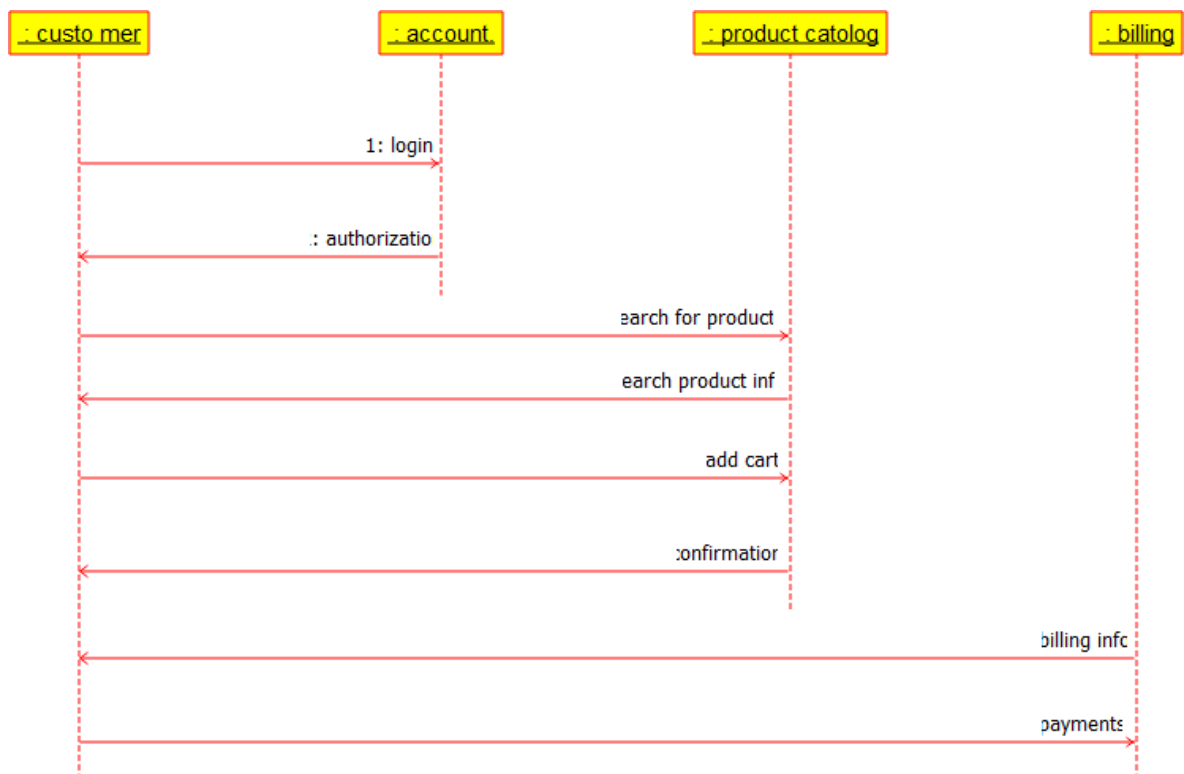 : custo mer
: account.
: product catolog
: billing
1: login
: authorizatio
earch for product
earch product inf
add cart
confirmation
billing info
payments